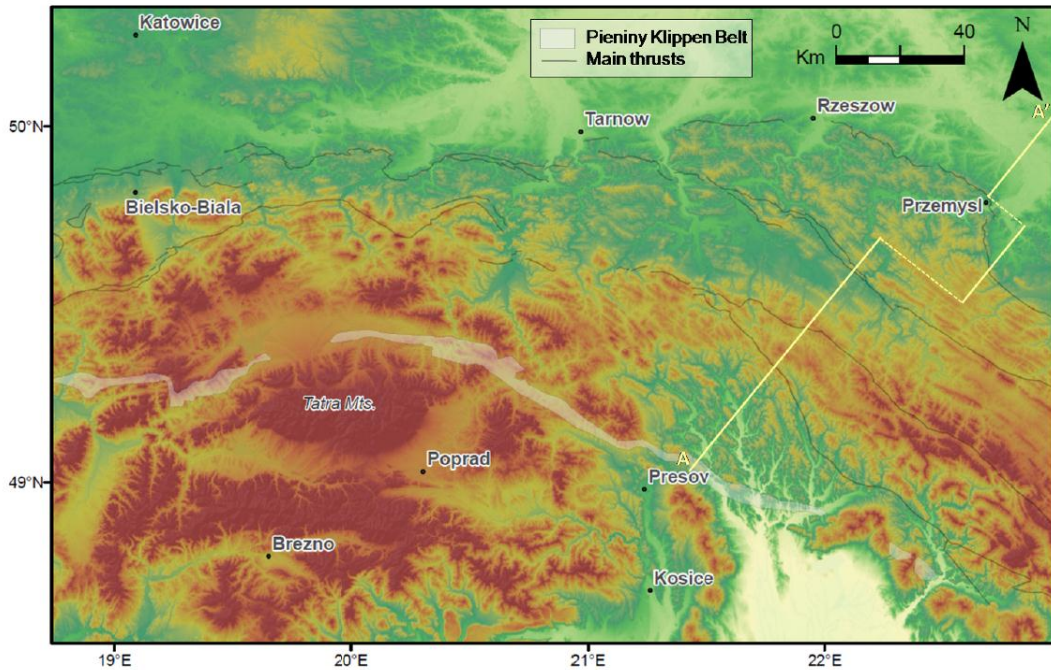 Katowice
Pieniny Klippen Belt
Main thrusts
0 40
Km
N
A'
50°N
Tarnow
Rzeszow
Bielsko-Biala
Przemysl
Tatra Mts.
A
Poprad
49°N
Presov
Brezno
Kosice
19°E 20°E 21°E 22°E